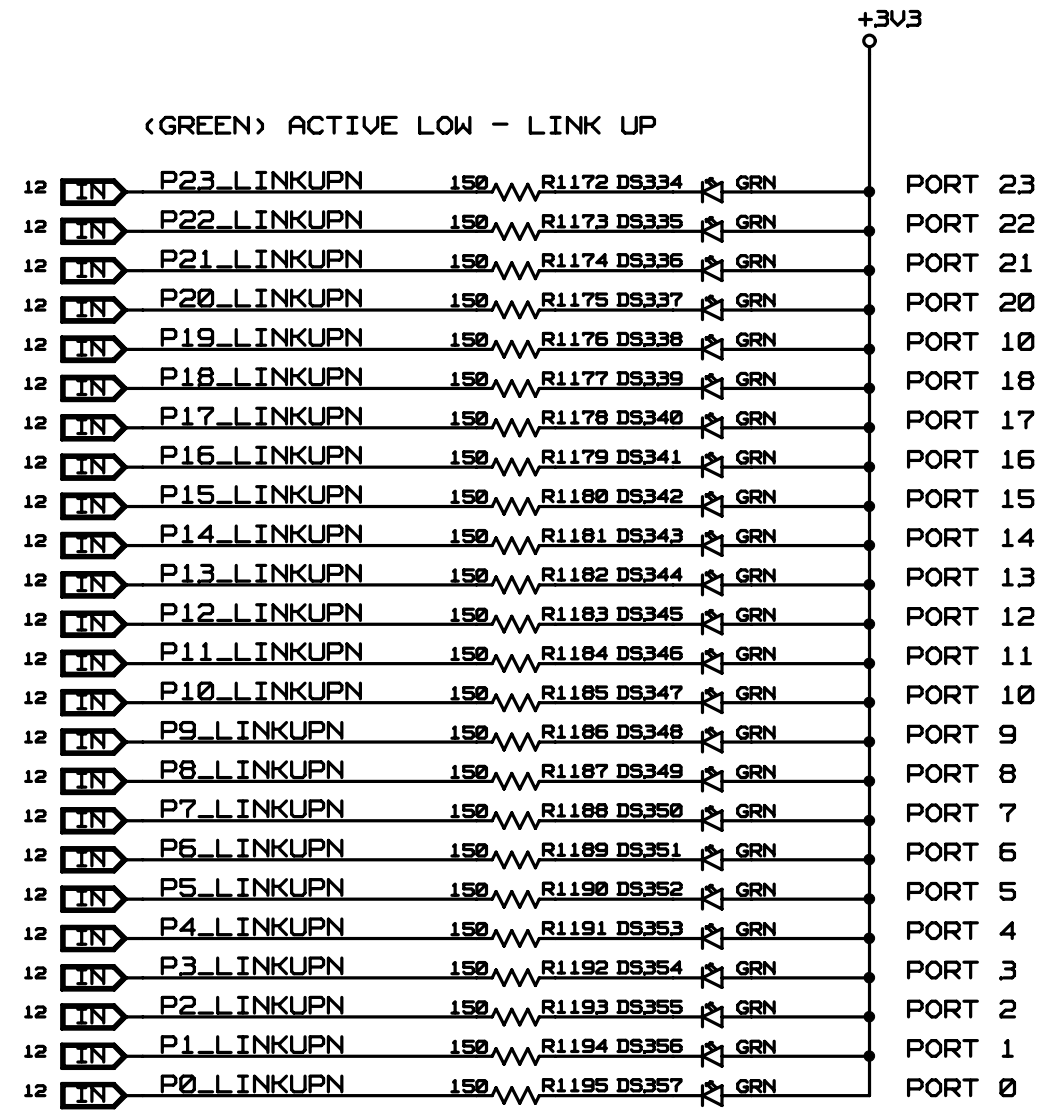 +3V3
(GREEN) ACTIVE LOW - LINK UP
12 IN P23_LINKUPN 150 R1172 DS334 GRN PORT 23
12 IN P22_LINKUPN 150 R1173 DS335 GRN PORT 22
12 IN P21_LINKUPN 150 R1174 DS336 GRN PORT 21
12 IN P20_LINKUPN 150 R1175 DS337 GRN PORT 20
12 IN P19_LINKUPN 150 R1176 DS338 GRN PORT 10
12 IN P18_LINKUPN 150 R1177 DS339 GRN PORT 18
12 IN P17_LINKUPN 150 R1178 DS340 GRN PORT 17
12 IN P16_LINKUPN 150 R1179 DS341 GRN PORT 16
12 IN P15_LINKUPN 150 R1180 DS342 GRN PORT 15
12 IN P14_LINKUPN 150 R1181 DS343 GRN PORT 14
12 IN P13_LINKUPN 150 R1182 DS344 GRN PORT 13
12 IN P12_LINKUPN 150 R1183 DS345 GRN PORT 12
12 IN P11_LINKUPN 150 R1184 DS346 GRN PORT 11
12 IN P10_LINKUPN 150 R1185 DS347 GRN PORT 10
12 IN P9_LINKUPN 150 R1186 DS348 GRN PORT 9
12 IN P8_LINKUPN 150 R1187 DS349 GRN PORT 8
12 IN P7_LINKUPN 150 R1188 DS350 GRN PORT 7
12 IN P6_LINKUPN 150 R1189 DS351 GRN PORT 6
12 IN P5_LINKUPN 150 R1190 DS352 GRN PORT 5
12 IN P4_LINKUPN 150 R1191 DS353 GRN PORT 4
12 IN P3_LINKUPN 150 R1192 DS354 GRN PORT 3
12 IN P2_LINKUPN 150 R1193 DS355 GRN PORT 2
12 IN P1_LINKUPN 150 R1194 DS356 GRN PORT 1
12 IN P0_LINKUPN 150 R1195 DS357 GRN PORT 0